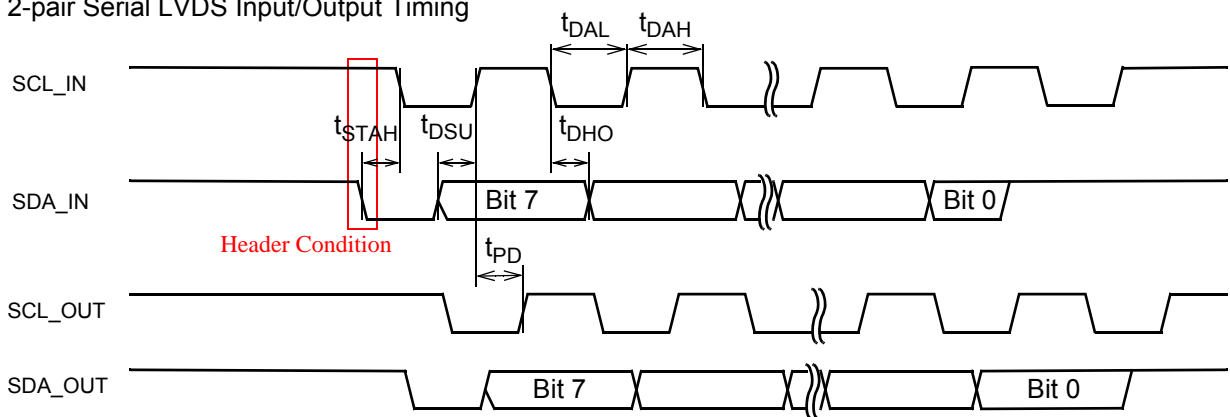 2-pair Serial LVDS Input/Output Timing
tDAL tDAH
SCL_IN
tSTAH tDSU tDHO
SDA_IN Bit 7 Bit 0
Header Condition
tPD
SCL_OUT
SDA_OUT Bit 7 Bit 0